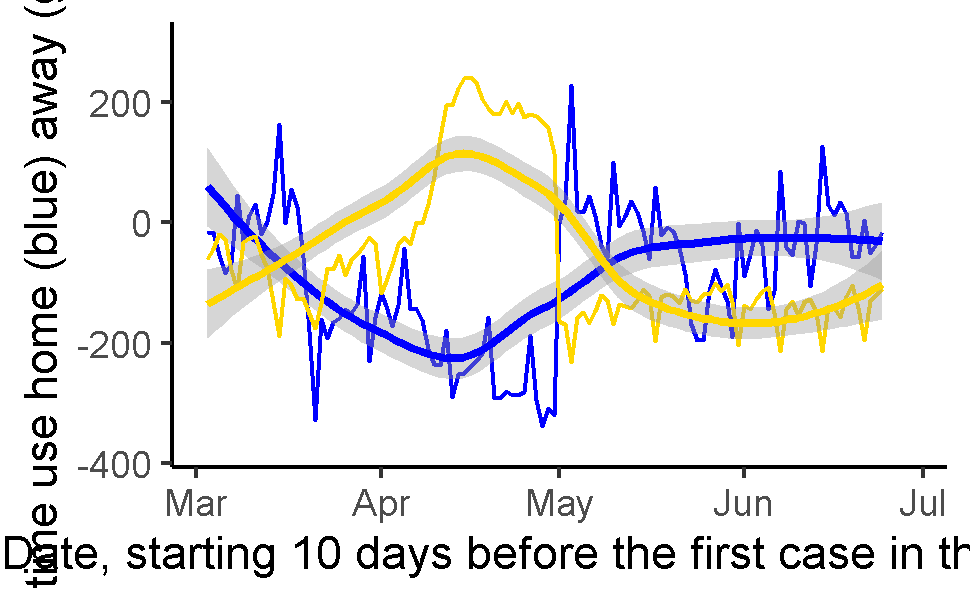 time use home (blue) away (
200
0
-200
-400
Mar Apr May Jun Jul
Date, starting 10 days before the first case in th